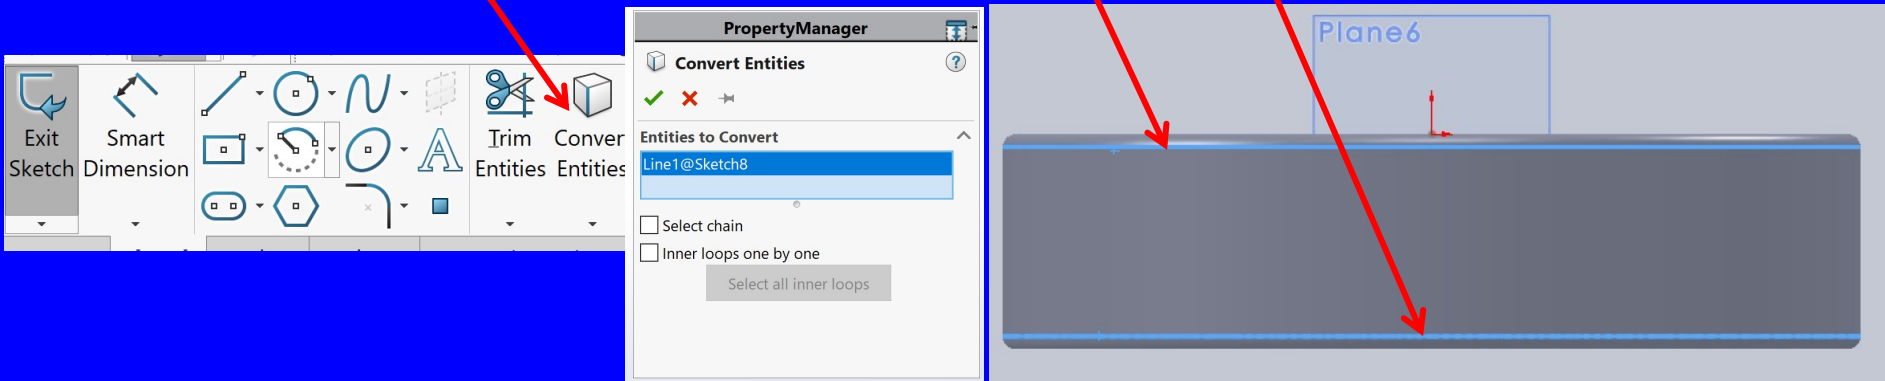 Exit
Sketch
Smart
Dimension
A
Trim
Entities
Conver
Entities
PropertyManager
Convert Entities
?
Entities to Convert
Line1@Sketch8
Select chain
Inner loops one by one
Select all inner loops
Plane6